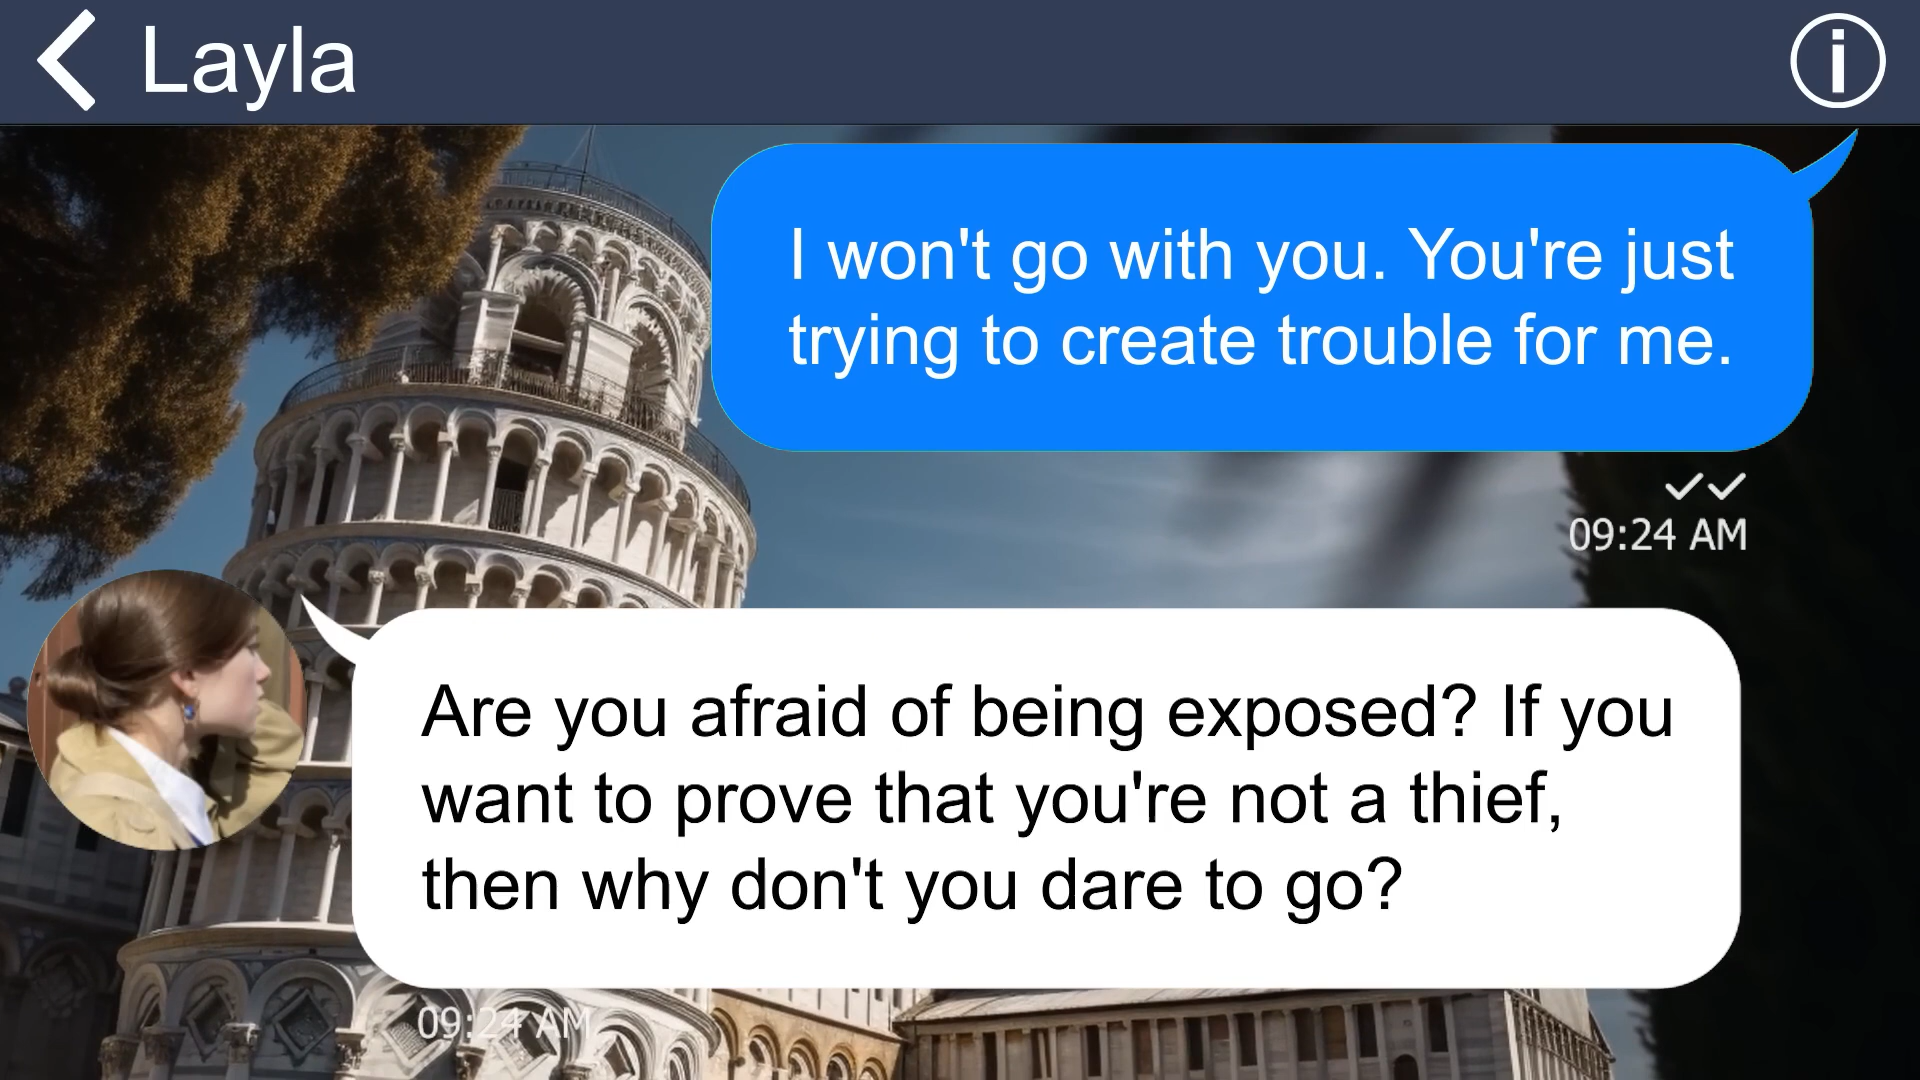 Layla
I won't go with you. You're just
trying to create trouble for me.
09:24 AM
Are you afraid of being exposed? If you
want to prove that you're not a thief,
then why don't you dare to go?
09:24 AM